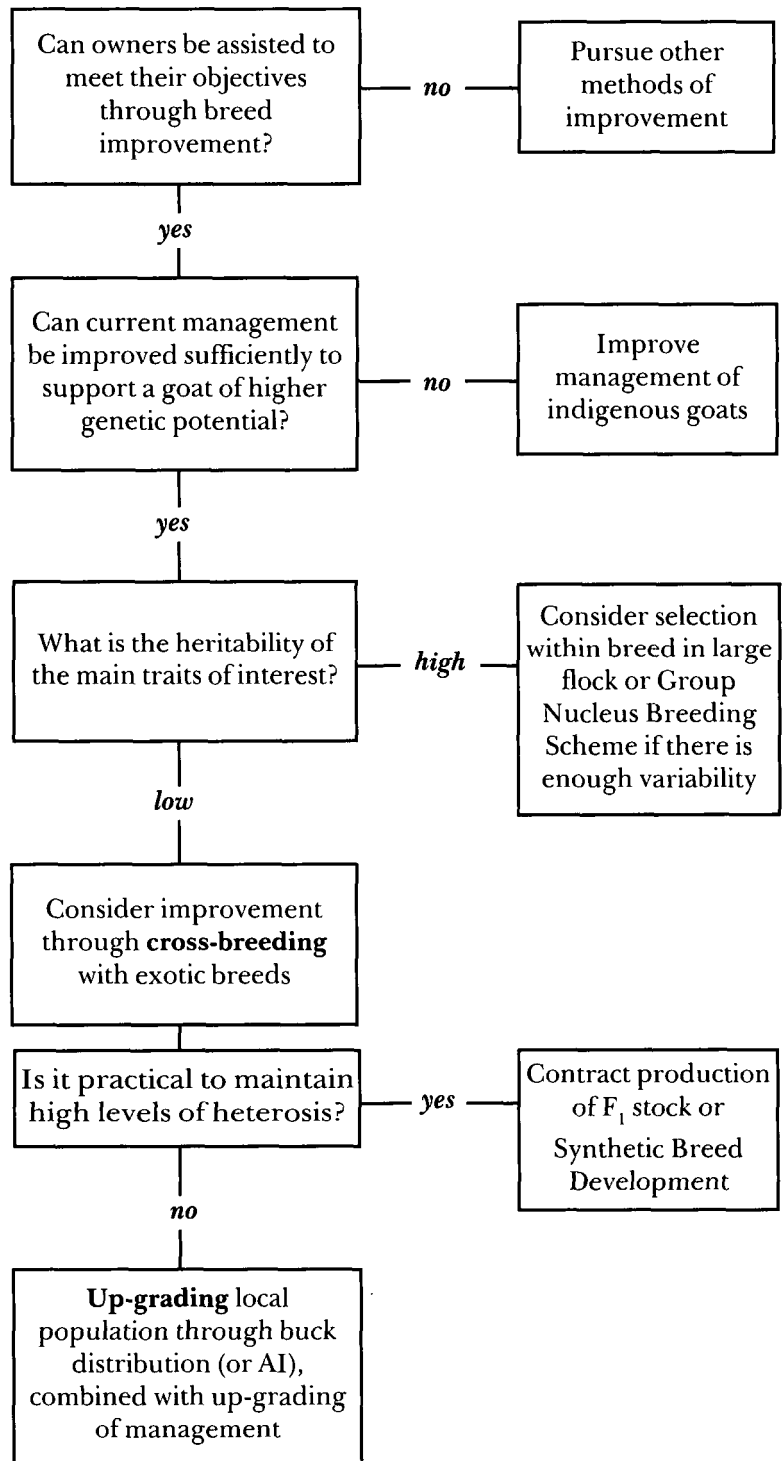 Can owners be assisted to
meet their objectives
through breed
improvement?
no
Pursue other
methods of
improvement
yes
Can current management
be improved sufficiently to
support a goat of higher
genetic potential?
no
Improve
management of
indigenous goats
yes
What is the heritability of
the main traits of interest?
high
Consider selection
within breed in large
flock or Group
Nucleus Breeding
Scheme if there is
enough variability
low
Consider improvement
through cross-breeding
with exotic breeds
Is it practical to maintain
high levels of heterosis?
yes
Contract production
of F₁ stock or
Synthetic Breed
Development
no
Up-grading local
population through buck
distribution (or AI),
combined with up-grading
of management